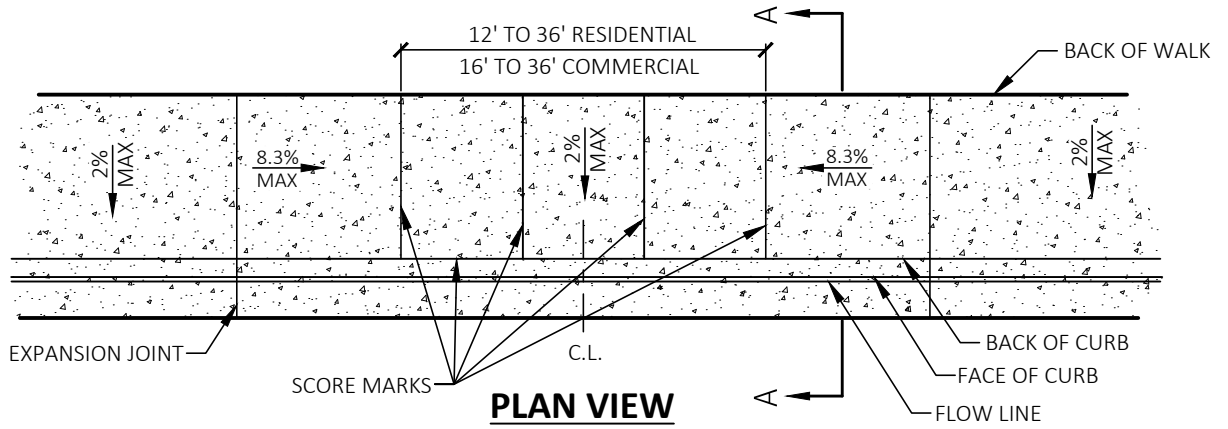 A
12' TO 36' RESIDENTIAL
16' TO 36' COMMERCIAL
BACK OF WALK
2%
MAX
8.3%
MAX
2%
MAX
8.3%
MAX
2%
MAX
EXPANSION JOINT
SCORE MARKS
C.L.
BACK OF CURB
FACE OF CURB
FLOW LINE
A
PLAN VIEW